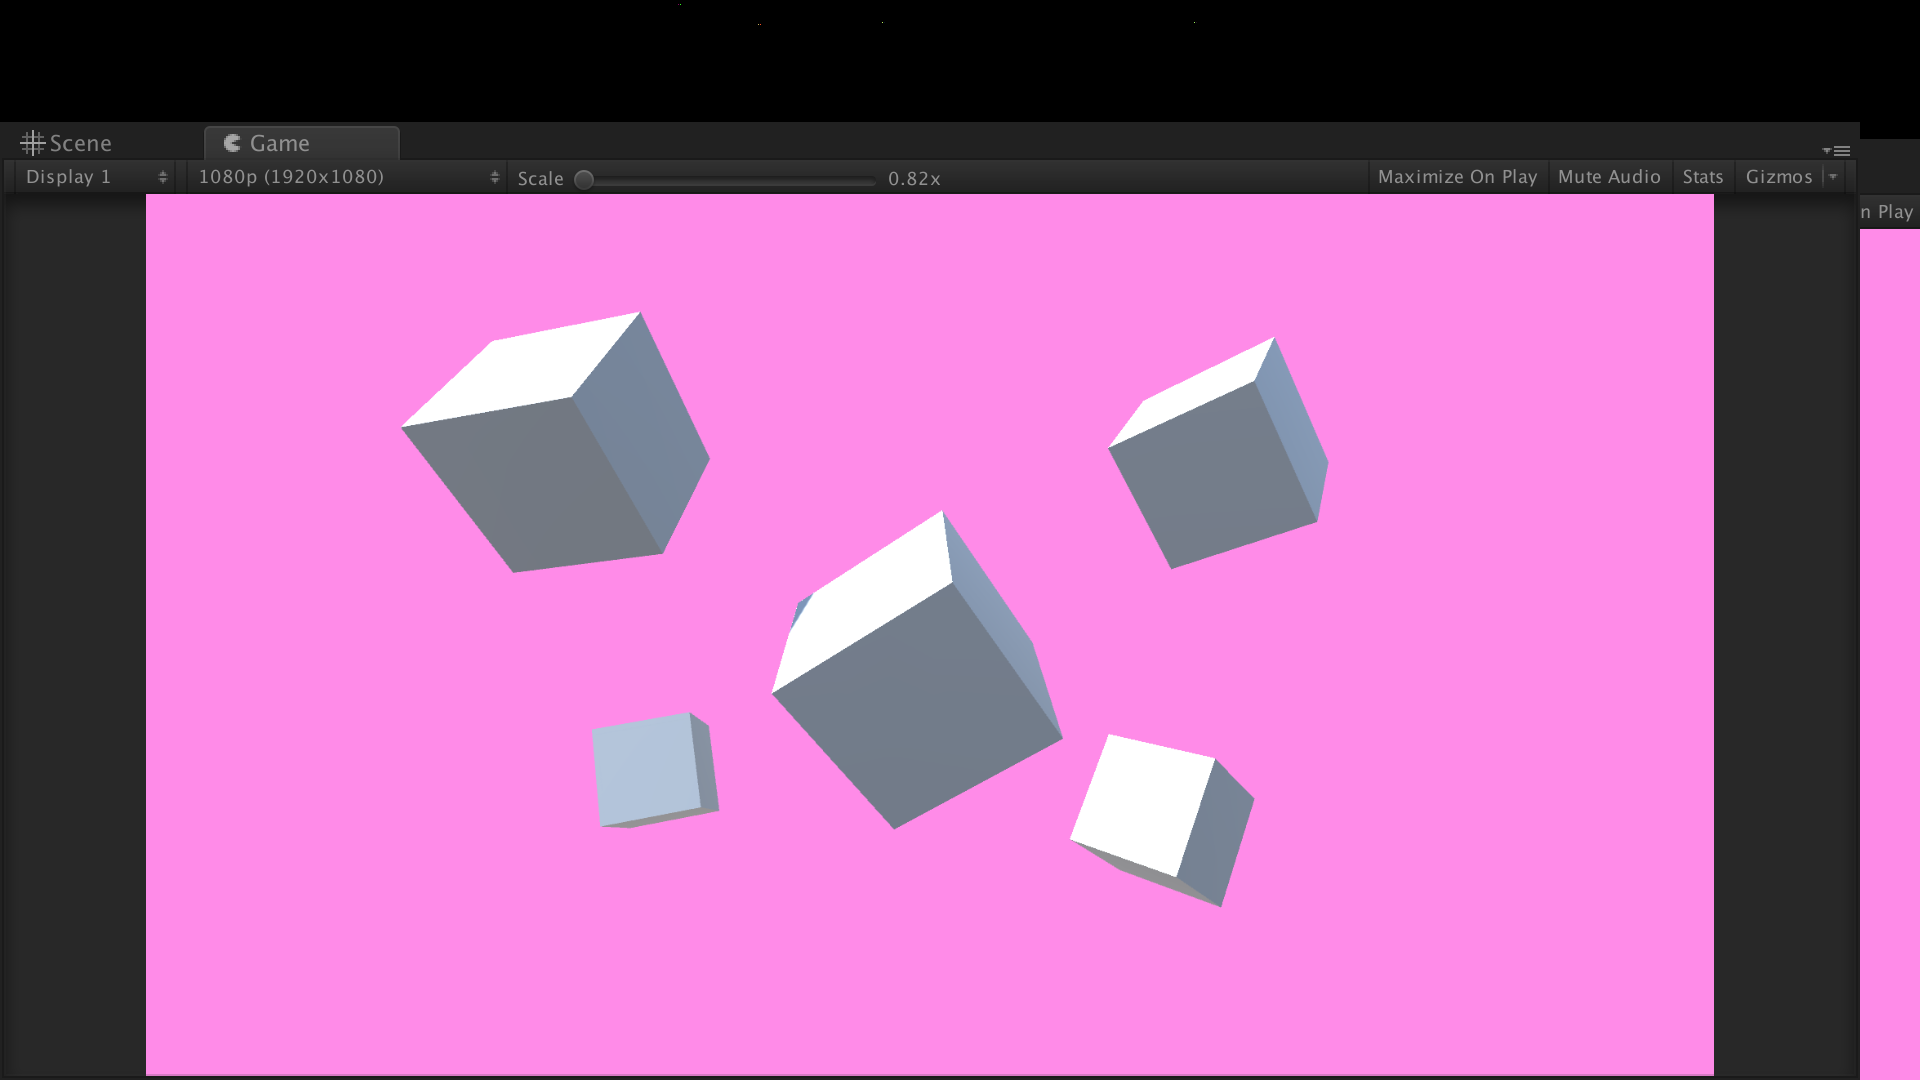 Scene Game
Display 1 1080p (1920x1080) Scale 0.82x Maximize On Play Mute Audio Stats Gizmos
n Play